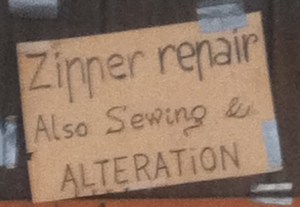 Zipper repair
Also Sewing &
ALTERATiON